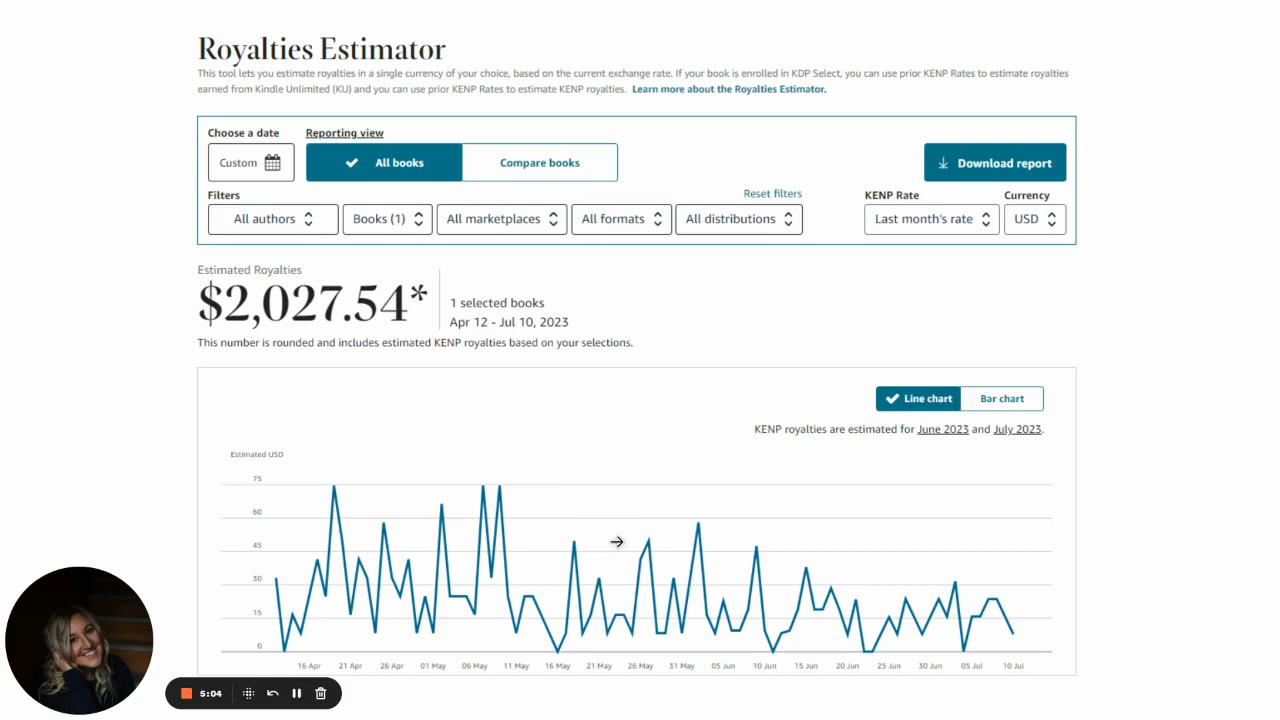 Royalties Estimator
This tool lets you estimate royalties in a single currency of your choice, based on the current exchange rate. If your book is enrolled in KDP Select, you can use prior KENP Rates to estimate royalties
earned from Kindle Unlimited (KU) and you can use prior KENP Rates to estimate KENP royalties. Learn more about the Royalties Estimator.
Choose a date Reporting view
Custom All books Compare books Download report
Filters Reset filters KENP Rate Currency
All authors Books (1) All marketplaces All formats All distributions Last month's rate USD
Estimated Royalties
$2,027.54*
1 selected books
Apr 12 - Jul 10, 2023
This number is rounded and includes estimated KENP royalties based on your selections.
Line chart Bar chart
KENP royalties are estimated for June 2023 and July 2023.
Estimated USD
75
60
45
30
15
0
16 Apr 21 Apr 26 Apr 01 May 06 May 11 May 16 May 21 May 26 May 31 May 05 Jun 10 Jun 15 Jun 20 Jun 25 Jun 30 Jun 05 Jul 10 Jul
5:04